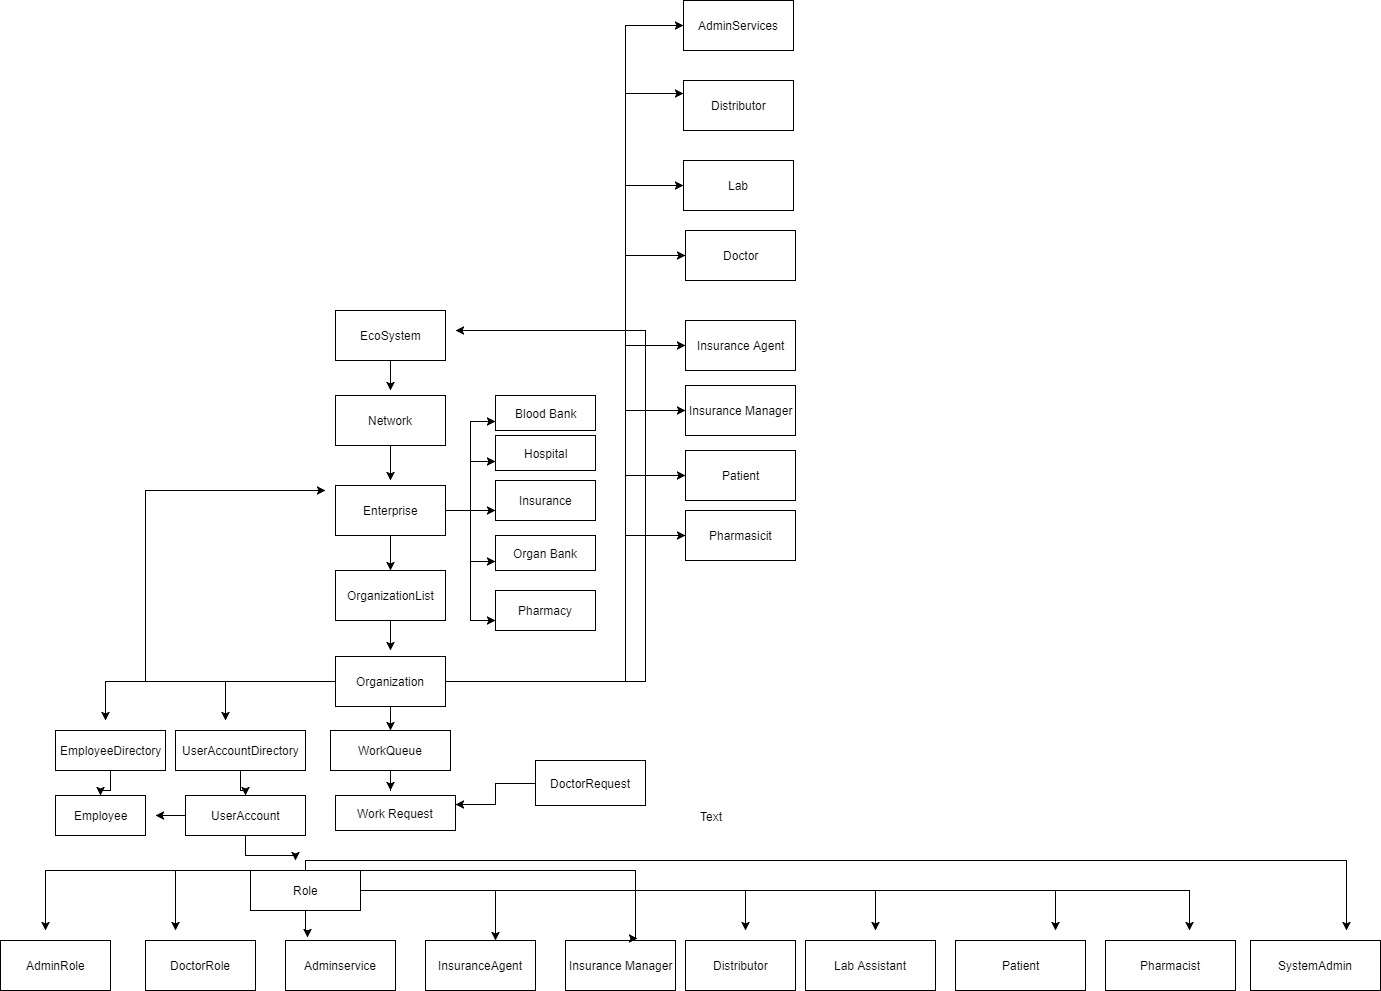 AdminServices
Distributor
Lab
Doctor
EcoSystem
Insurance Agent
Network
Blood Bank
Insurance Manager
Hospital
Patient
Enterprise
Insurance
Pharmasicit
Organ Bank
OrganizationList
Pharmacy
Organization
EmployeeDirectory
UserAccountDirectory
WorkQueue
DoctorRequest
Employee
UserAccount
Work Request
Text
Role
AdminRole
DoctorRole
Adminservice
InsuranceAgent
Insurance Manager
Distributor
Lab Assistant
Patient
Pharmacist
SystemAdmin